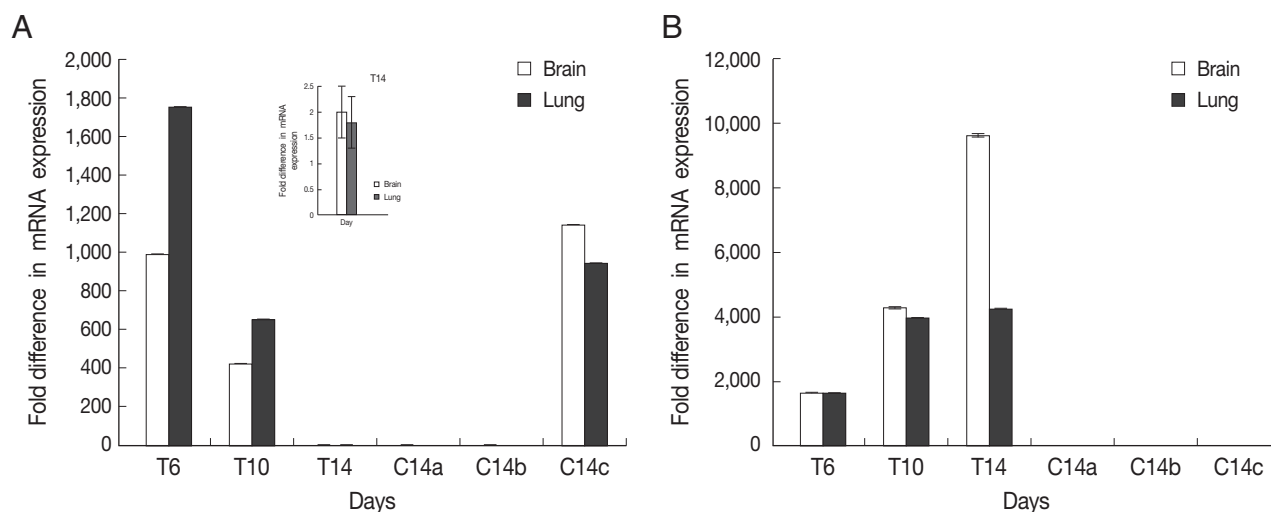 A
Fold difference in mRNA expression
2,000
1,800
1,600
1,400
1,200
1,000
800
600
400
200
0
Brain
Lung
T14
Fold difference in mRNA
expression
2.5
2
1.5
1
0.5
0
Brain
Lung
Day
T6 T10 T14 C14a C14b C14c
Days
B
Fold difference in mRNA expression
12,000
10,000
8,000
6,000
4,000
2,000
0
Brain
Lung
T6 T10 T14 C14a C14b C14c
Days